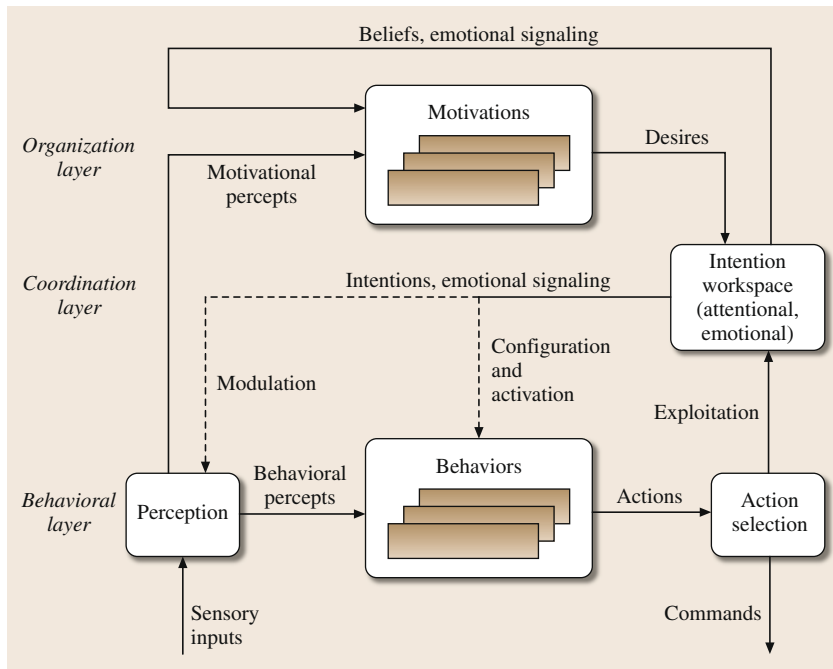 Beliefs, emotional signaling
Organization
layer
Motivations
Motivational
percepts
Desires
Coordination
layer
Intentions, emotional signaling
Intention
workspace
(attentional,
emotional)
Modulation
Configuration
and
activation
Exploitation
Behavioral
layer
Perception
Behavioral
percepts
Behaviors
Actions
Action
selection
Sensory
inputs
Commands